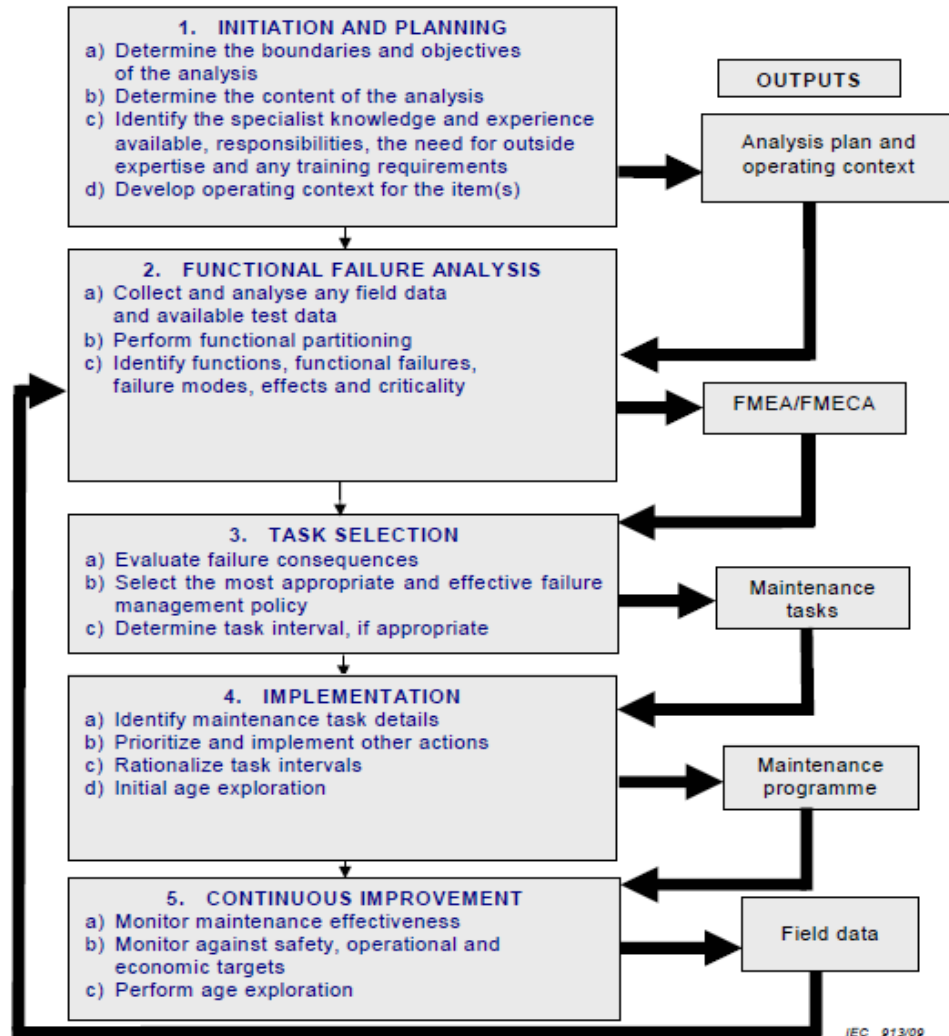 1. INITIATION AND PLANNING
a) Determine the boundaries and objectives
of the analysis
b) Determine the content of the analysis
c) Identify the specialist knowledge and experience
available, responsibilities, the need for outside
expertise and any training requirements
d) Develop operating context for the item(s)
OUTPUTS
Analysis plan and
operating context
2. FUNCTIONAL FAILURE ANALYSIS
a) Collect and analyse any field data
and available test data
b) Perform functional partitioning
c) Identify functions, functional failures,
failure modes, effects and criticality
FMEA/FMECA
3. TASK SELECTION
a) Evaluate failure consequences
b) Select the most appropriate and effective failure
management policy
c) Determine task interval, if appropriate
Maintenance
tasks
4. IMPLEMENTATION
a) Identify maintenance task details
b) Prioritize and implement other actions
c) Rationalize task intervals
d) Initial age exploration
Maintenance
programme
5. CONTINUOUS IMPROVEMENT
a) Monitor maintenance effectiveness
b) Monitor against safety, operational and
economic targets
c) Perform age exploration
Field data
IEC 913/09